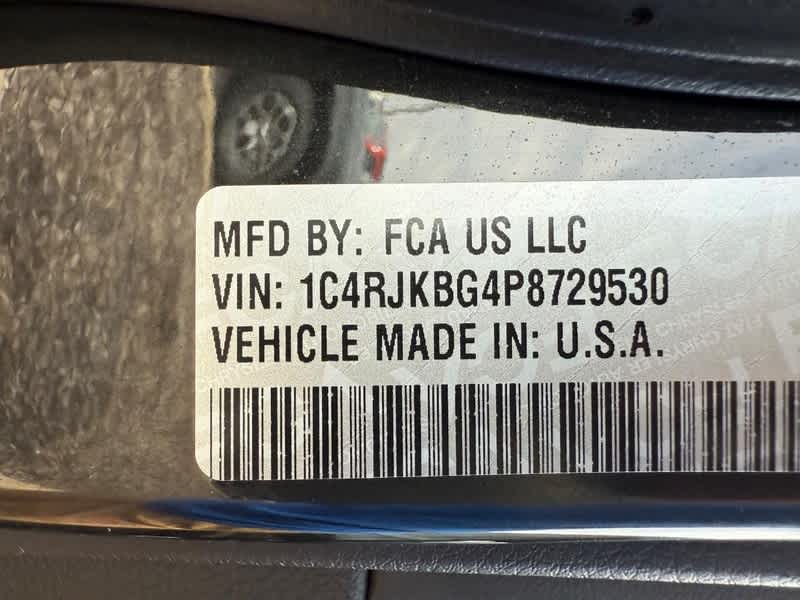 MFD BY: FCA US LLC
VIN: 1C4RJKBG4P8729530
VEHICLE MADE IN: U.S.A.